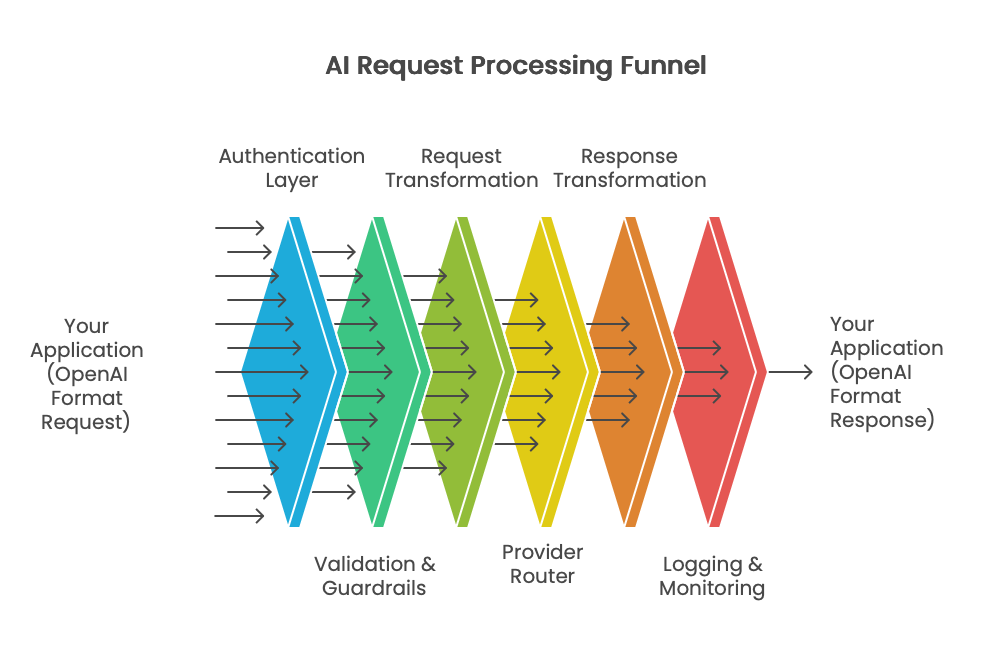 AI Request Processing Funnel
Authentication
Layer
Request
Transformation
Response
Transformation
Your
Application
(OpenAI
Format
Request)
Your
Application
(OpenAI
Format
Response)
Validation &
Guardrails
Provider
Router
Logging &
Monitoring